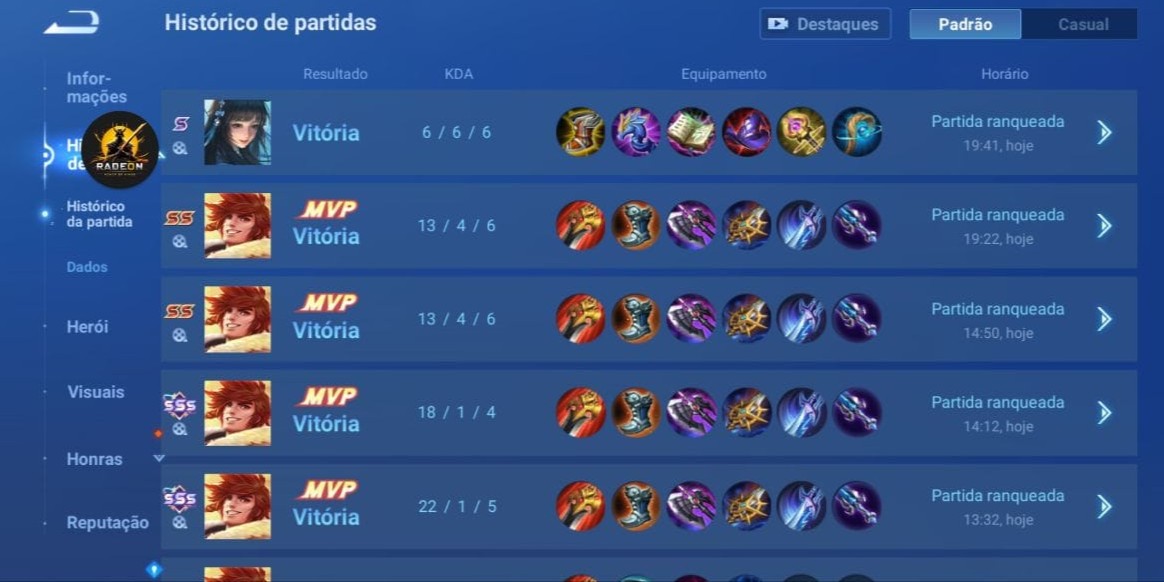 Histórico de partidas
Destaques
Padrão
Casual
Infor-
mações
Resultado
KDA
Equipamento
Horário
RADEON
Histórico
da partida
Dados
Herói
Visuais
Honras
Reputação
S
Vitória
6 / 6 / 6
Partida ranqueada
19:41, hoje
SS
MVP
Vitória
13 / 4 / 6
Partida ranqueada
19:22, hoje
SS
MVP
Vitória
13 / 4 / 6
Partida ranqueada
14:50, hoje
SSS
MVP
Vitória
18 / 1 / 4
Partida ranqueada
14:12, hoje
SSS
MVP
Vitória
22 / 1 / 5
Partida ranqueada
13:32, hoje